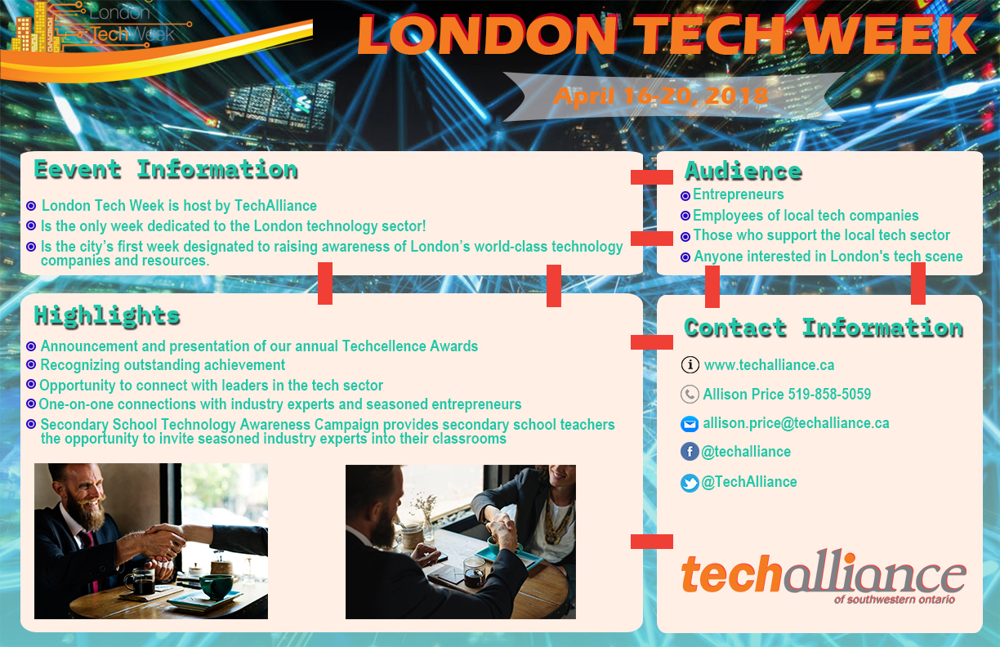 London
TechWeek
LONDON TECH WEEK
April 16-20, 2018
Eevent Information
London Tech Week is host by TechAlliance
Is the only week dedicated to the London technology sector!
Is the city's first week designated to raising awareness of London's world-class technology
companies and resources.
Audience
Entrepreneurs
Employees of local tech companies
Those who support the local tech sector
Anyone interested in London's tech scene
Highlights
Announcement and presentation of our annual Techcellence Awards
Recognizing outstanding achievement
Opportunity to connect with leaders in the tech sector
One-on-one connections with industry experts and seasoned entrepreneurs
Secondary School Technology Awareness Campaign provides secondary school teachers
the opportunity to invite seasoned industry experts into their classrooms
Contact Information
www.techalliance.ca
Allison Price 519-858-5059
allison.price@techalliance.ca
@techalliance
@TechAlliance
techalliance
of southwestern ontario